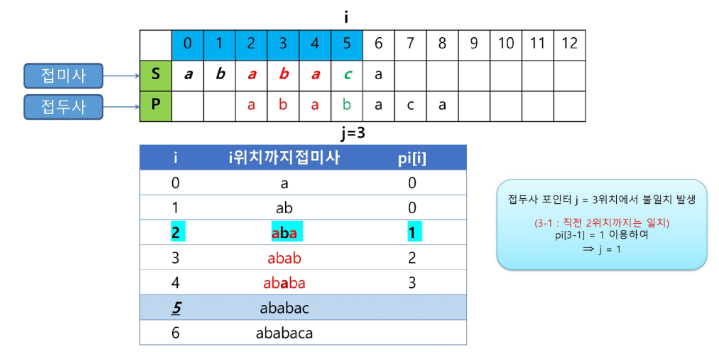 i
0 1 2 3 4 5 6 7 8 9 10 11 12
접미사 S a b a b a c a
접두사 P a b a b a c a
j=3
i i위치까지접미사 pi[i]
0 a 0
1 ab 0
2 aba 1
3 abab 2
4 ababa 3
5 ababac
6 ababaca
접두사 포인터 j = 3위치에서 불일치 발생
(3-1 : 직전 2위치까지는 일치)
pi[3-1] = 1 이용하여
⇒ j = 1